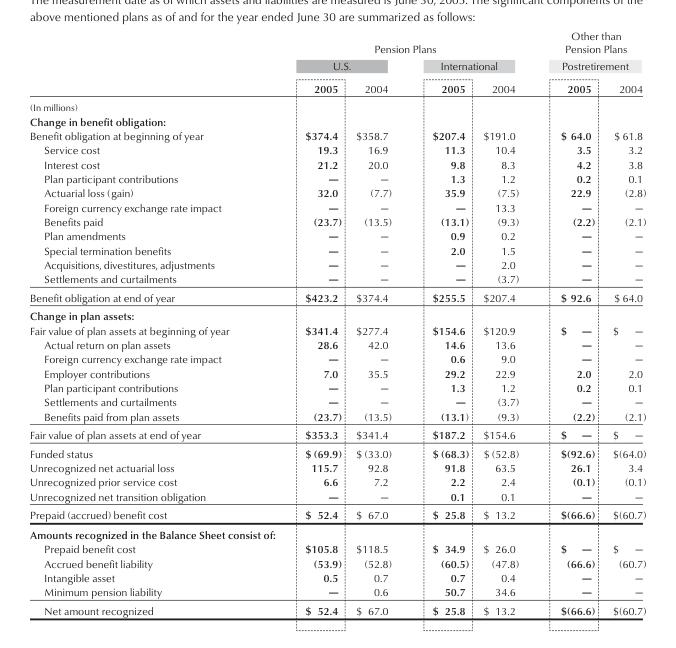 The measurement date as of which assets and liabilities are measured is June 30, 2005. The significant components of the
above mentioned plans as of and for the year ended June 30 are summarized as follows:
Other than
Pension Plans Pension Plans
U.S. International Postretirement
2005 2004 2005 2004 2005 2004
(In millions)
Change in benefit obligation:
Benefit obligation at beginning of year $374.4 $358.7 $207.4 $191.0 $ 64.0 $ 61.8
Service cost 19.3 16.9 11.3 10.4 3.5 3.2
Interest cost 21.2 20.0 9.8 8.3 4.2 3.8
Plan participant contributions — – 1.3 1.2 0.2 0.1
Actuarial loss (gain) 32.0 (7.7) 35.9 (7.5) 22.9 (2.8)
Foreign currency exchange rate impact — – — 13.3 — –
Benefits paid (23.7) (13.5) (13.1) (9.3) (2.2) (2.1)
Plan amendments — – 0.9 0.2 — –
Special termination benefits — – 2.0 1.5 — –
Acquisitions, divestitures, adjustments — – — 2.0 — –
Settlements and curtailments — – — (3.7) — –
Benefit obligation at end of year $423.2 $374.4 $255.5 $207.4 $ 92.6 $ 64.0
Change in plan assets:
Fair value of plan assets at beginning of year $341.4 $277.4 $154.6 $120.9 $ — $ –
Actual return on plan assets 28.6 42.0 14.6 13.6 — –
Foreign currency exchange rate impact — – 0.6 9.0 — –
Employer contributions 7.0 35.5 29.2 22.9 2.0 2.0
Plan participant contributions — – 1.3 1.2 0.2 0.1
Settlements and curtailments — – — (3.7) — –
Benefits paid from plan assets (23.7) (13.5) (13.1) (9.3) (2.2) (2.1)
Fair value of plan assets at end of year $353.3 $341.4 $187.2 $154.6 $ — $ –
Funded status $ (69.9) $ (33.0) $ (68.3) $ (52.8) $(92.6) $(64.0)
Unrecognized net actuarial loss 115.7 92.8 91.8 63.5 26.1 3.4
Unrecognized prior service cost 6.6 7.2 2.2 2.4 (0.1) (0.1)
Unrecognized net transition obligation — – 0.1 0.1 — –
Prepaid (accrued) benefit cost $ 52.4 $ 67.0 $ 25.8 $ 13.2 $(66.6) $(60.7)
Amounts recognized in the Balance Sheet consist of:
Prepaid benefit cost $105.8 $118.5 $ 34.9 $ 26.0 $ — $ –
Accrued benefit liability (53.9) (52.8) (60.5) (47.8) (66.6) (60.7)
Intangible asset 0.5 0.7 0.7 0.4 — –
Minimum pension liability — 0.6 50.7 34.6 — –
Net amount recognized $ 52.4 $ 67.0 $ 25.8 $ 13.2 $(66.6) $(60.7)